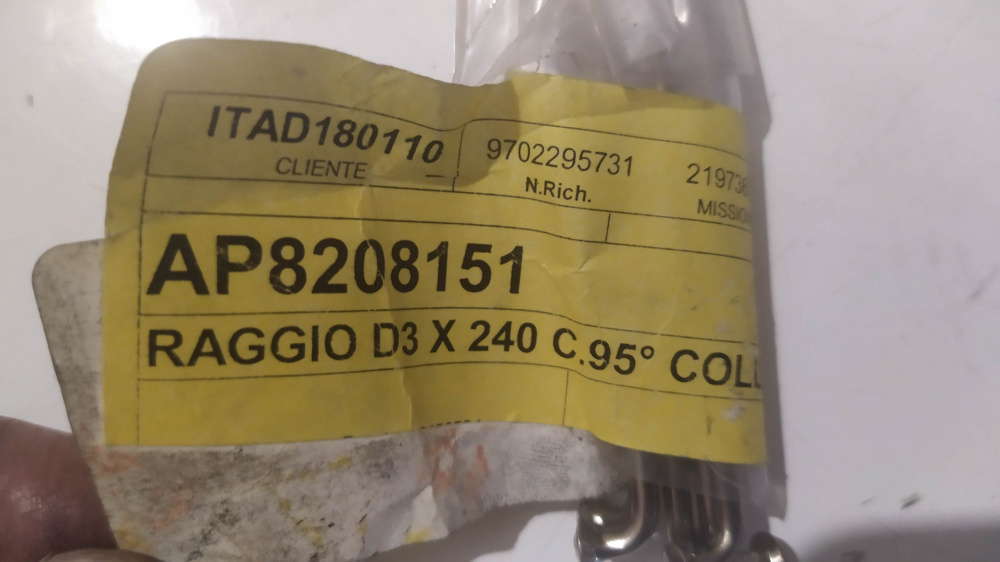 ITAD180110 9702295731
CLIENTE N.Rich.
AP8208151
RAGGIO D3 X 240 C.95°